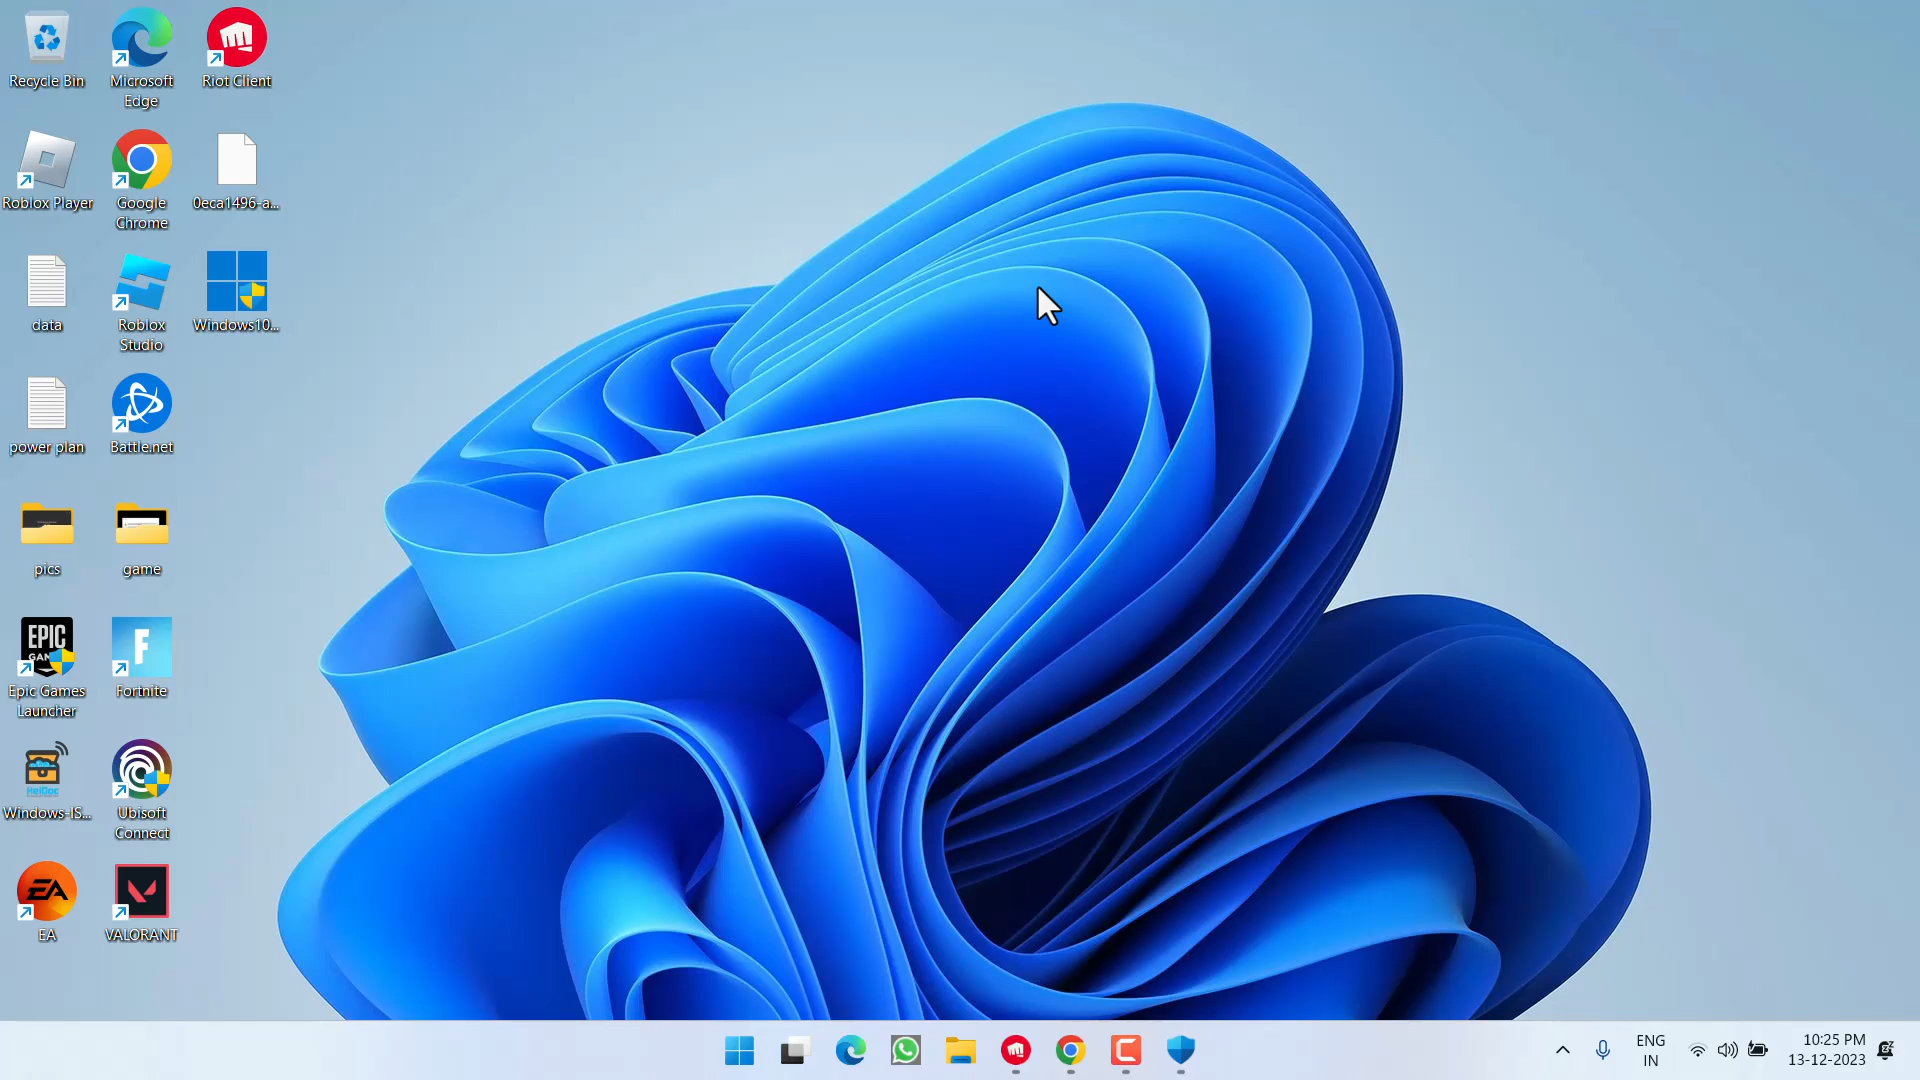 Recycle Bin
Microsoft
Edge
Riot Client
Roblox Player
Google
Chrome
0eca1496-a...
data
Roblox
Studio
Windows10...
power plan
Battle.net
pics
game
EPIC
GAM
Epic Games
Launcher
F
Fortnite
HeiDoc
Windows-IS...
Ubisoft
Connect
EA
EA
VALORANT
ENG
IN
10:25 PM
13-12-2023